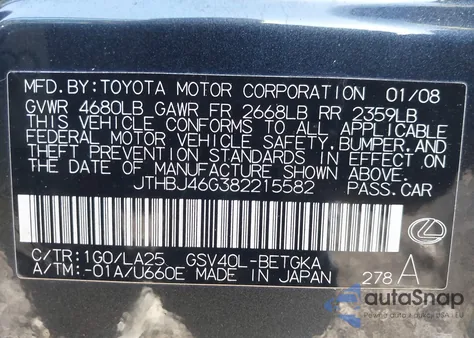 MFD.BY:TOYOTA MOTOR CORPORATION 01/08
GVWR 4680LB GAWR FR 2668LB RR 2359LB
THIS VEHICLE CONFORMS TO ALL APPLICABLE
FEDERAL MOTOR VEHICLE SAFETY,BUMPER,AND
THEFT PREVENTION STANDARDS IN EFFECT ON
THE DATE OF MANUFACTURE SHOWN ABOVE.
JTHBJ46G382215582 PASS.CAR
C/TR:1G0/LA25 GSV40L-BETGKA
A/TM:-01A/U660E MADE IN JAPAN 278 A
autoSnap